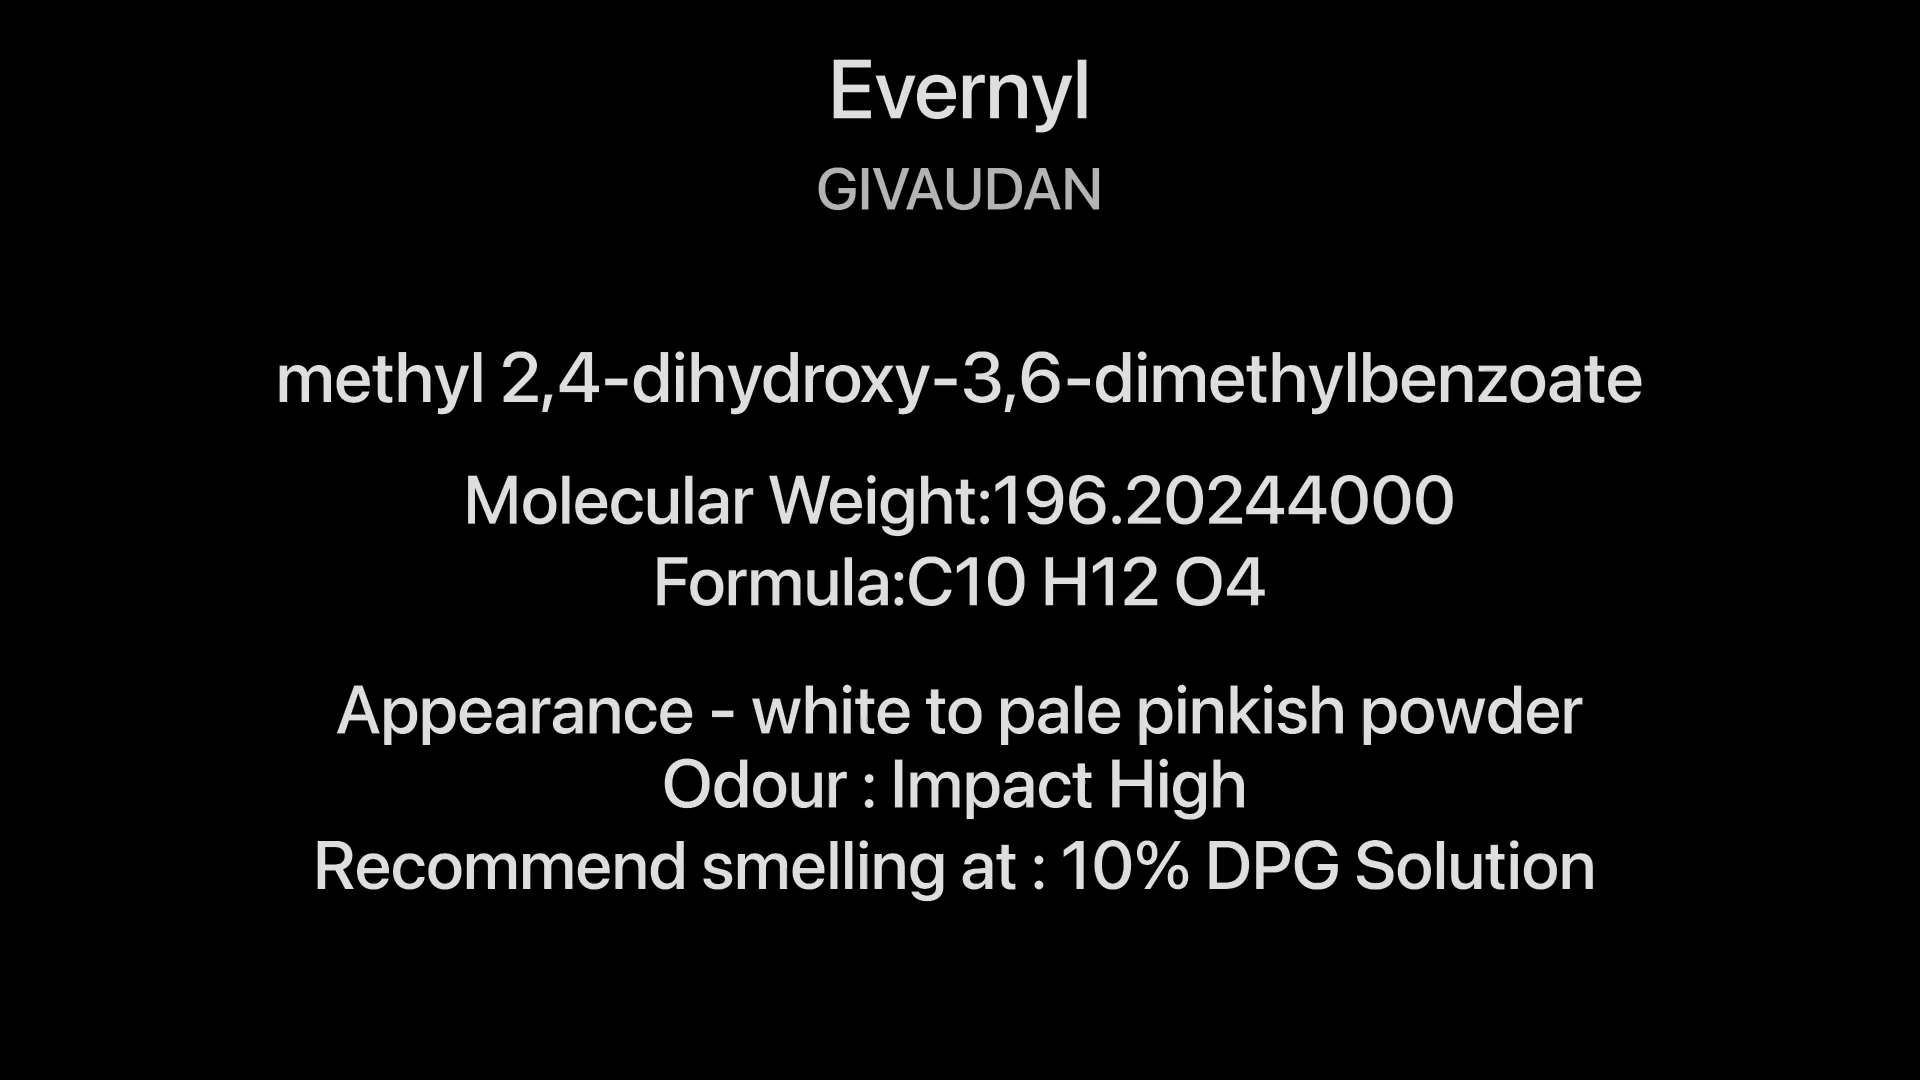 Evernyl
GIVAUDAN
methyl 2,4-dihydroxy-3,6-dimethylbenzoate
Molecular Weight:196.20244000
Formula:C10 H12 O4
Appearance - white to pale pinkish powder
Odour : Impact High
Recommend smelling at : 10% DPG Solution